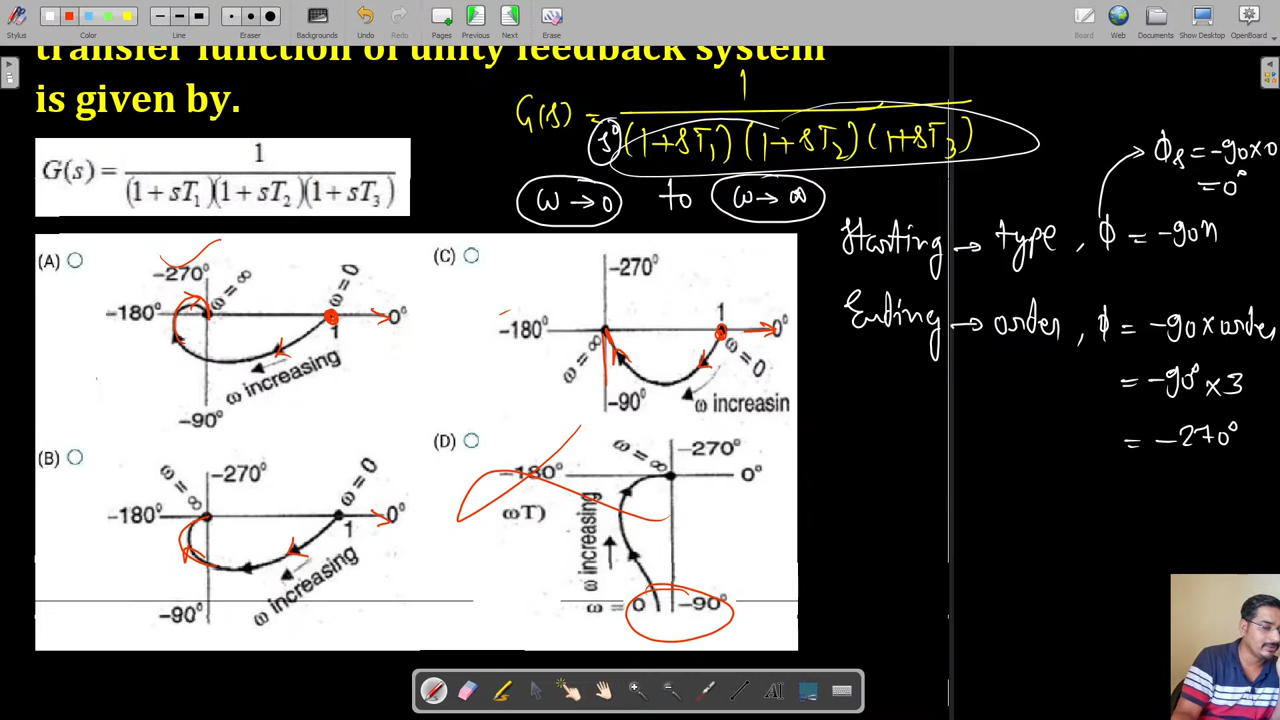 Stylus Color Line Eraser Backgrounds Undo Redo Pages Previous Next Erase Board Web Documents Show Desktop OpenBoard
transfer function of unity feedback system
is given by.
G(s) = 1 / (1 + sT₁)(1 + sT₂)(1 + sT₃)
G(s) = 1 / s⁰(1+sT₁)(1+sT₂)(1+sT₃)
ω→0 to ω→∞
ϕs = -90×0
= 0°
Starting → type, ϕ = -90n
Ending → order, ϕ = -90×order
= -90°×3
= -270°
(A)
-270°
ω = ∞
ω = 0
-180°
0°
1
ω increasing
-90°
(C)
-270°
1
-180°
0°
ω = ∞
ω = 0
-90°
ω increasin
(B)
ω = ∞
-270°
ω = 0
-180°
0°
1
ω increasing
-90°
(D)
ω = ∞
-270°
-180°
0°
ωT)
ω increasing
ω = 0
-90°